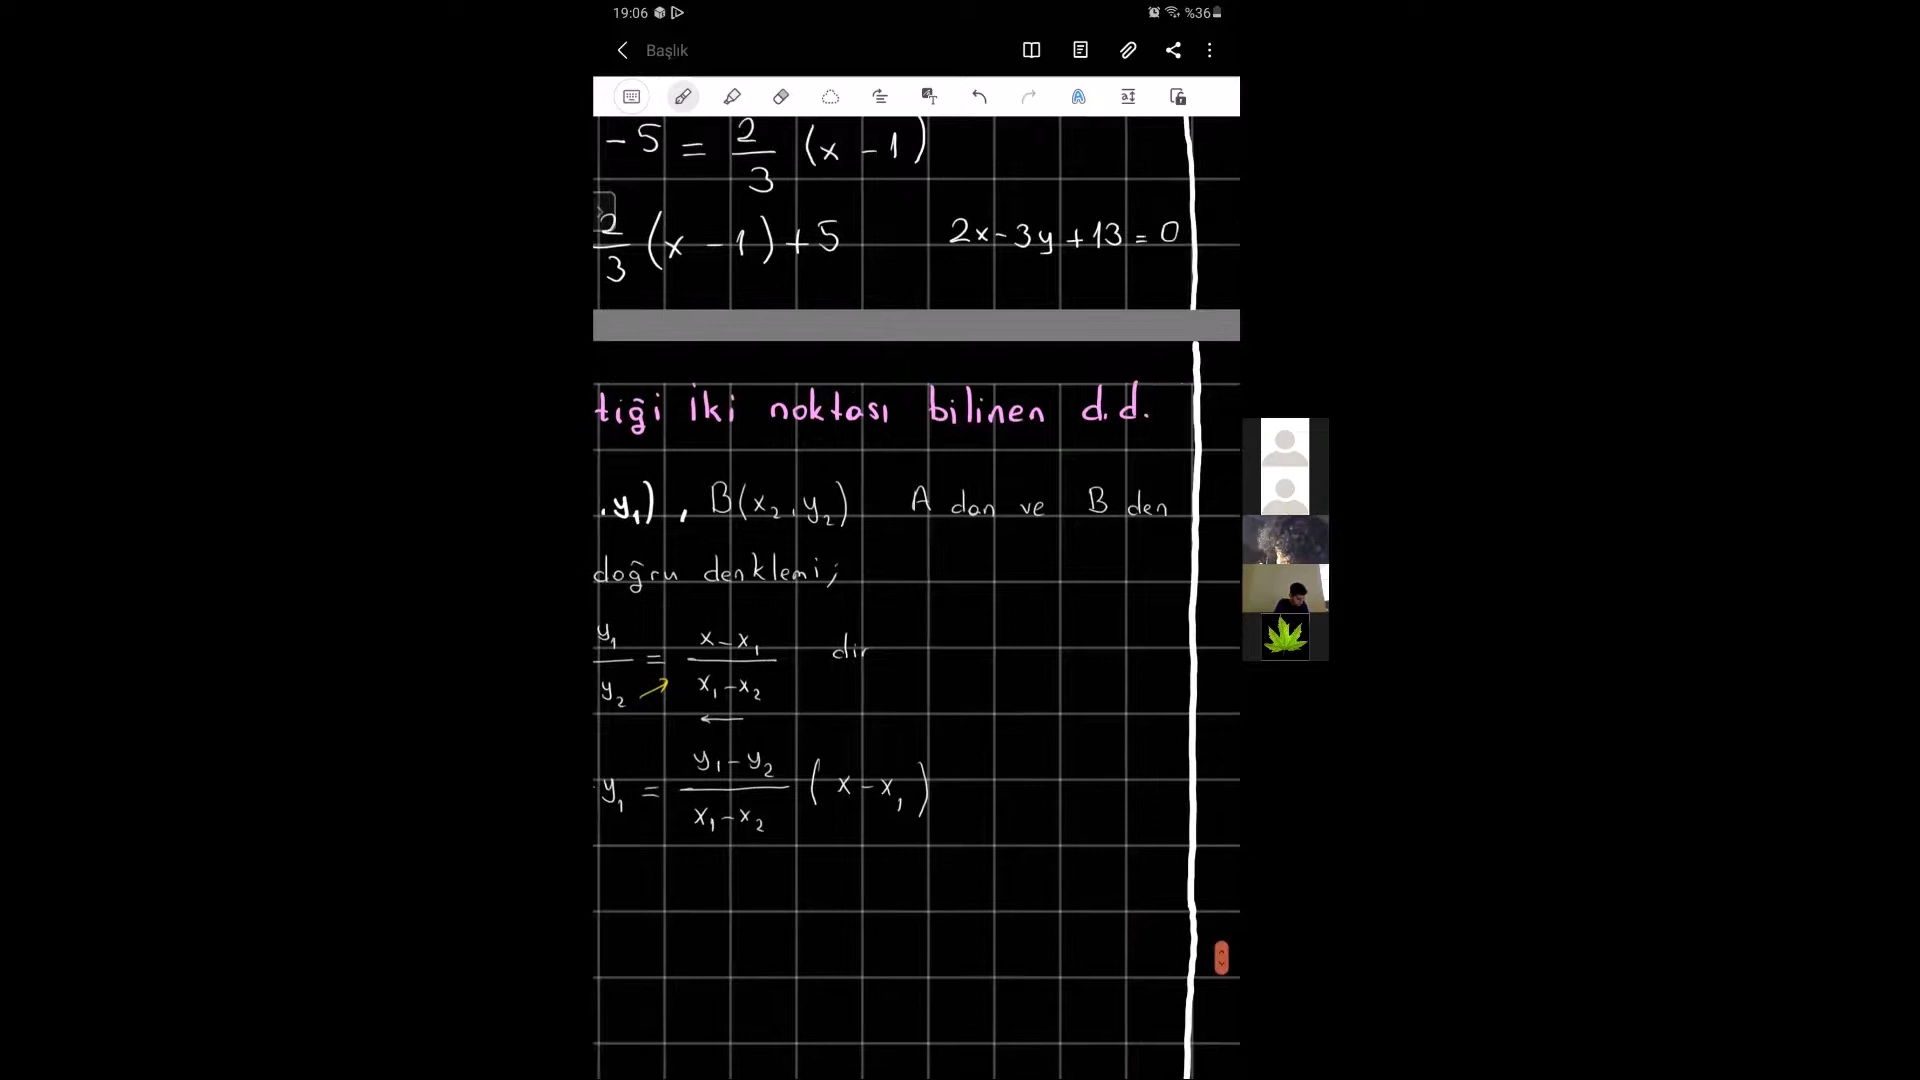 19:06 %36
Başlık
-5 = 2/3 (x - 1)
2/3 (x - 1) + 5 2x - 3y + 13 = 0
tiği iki noktası bilinen d.d.
, y₁) , B(x₂, y₂) A dan ve B den
doğru denklemi;
y₁/y₂ = (x - x₁)/(x₁ - x₂) dir
y₁ = (y₁ - y₂)/(x₁ - x₂) (x - x₁)